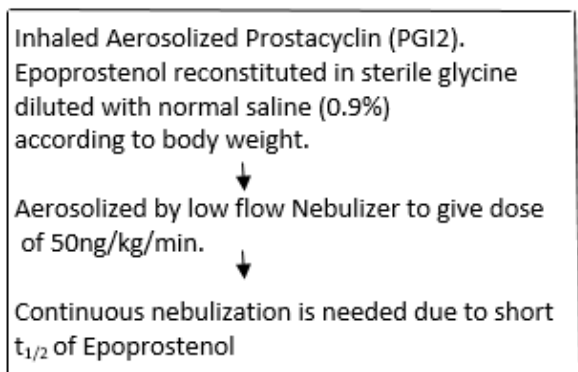 Inhaled Aerosolized Prostacyclin (PGI2).
Epoprostenol reconstituted in sterile glycine
diluted with normal saline (0.9%)
according to body weight.
Aerosolized by low flow Nebulizer to give dose
of 50ng/kg/min.
Continuous nebulization is needed due to short
t1/2 of Epoprostenol